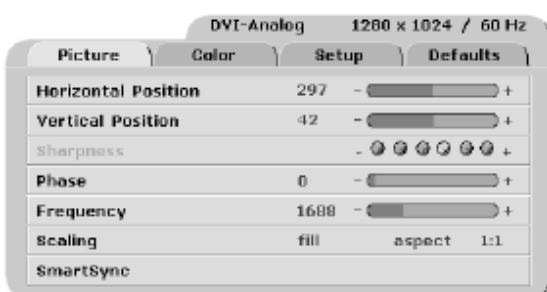 DVI-Analog 1280 x 1024 / 60 Hz
Picture Color Setup Defaults
Horizontal Position 297 - +
Vertical Position 42 - +
Sharpness - +
Phase 0 - +
Frequency 1688 - +
Scaling fill aspect 1:1
SmartSync